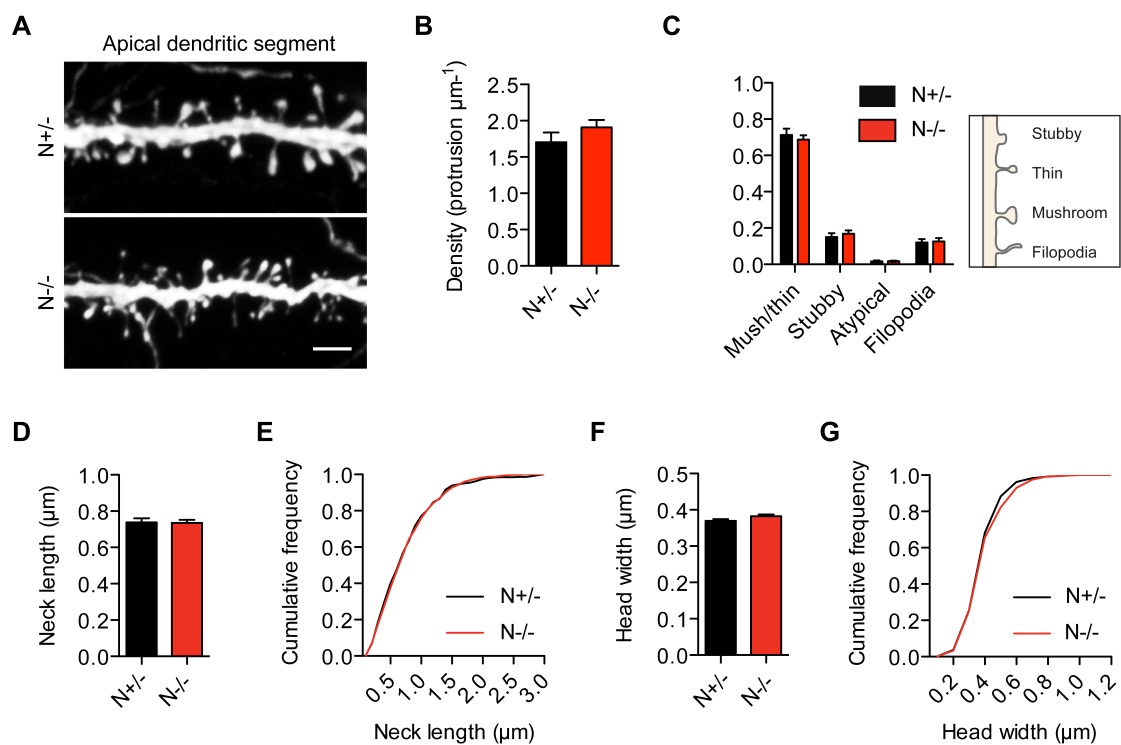 A
Apical dendritic segment
N+/-
N-/-
B
Density (protrusion µm-1)
2.5
2.0
1.5
1.0
0.5
0.0
N+/-
N-/-
C
1.0
0.8
0.6
0.4
0.2
0.0
Mush/thin
Stubby
Atypical
Filopodia
N+/-
N-/-
Stubby
Thin
Mushroom
Filopodia
D
Neck length (µm)
1.0
0.8
0.6
0.4
0.2
0.0
N+/-
N-/-
E
Cumulative frequency
1.0
0.8
0.6
0.4
0.2
0.0
N+/-
N-/-
0.5
1.0
1.5
2.0
2.5
3.0
Neck length (µm)
F
Head width (µm)
0.5
0.4
0.3
0.2
0.1
0.0
N+/-
N-/-
G
Cumulative frequency
1.0
0.8
0.6
0.4
0.2
0.0
N+/-
N-/-
0.2
0.4
0.6
0.8
1.0
1.2
Head width (µm)